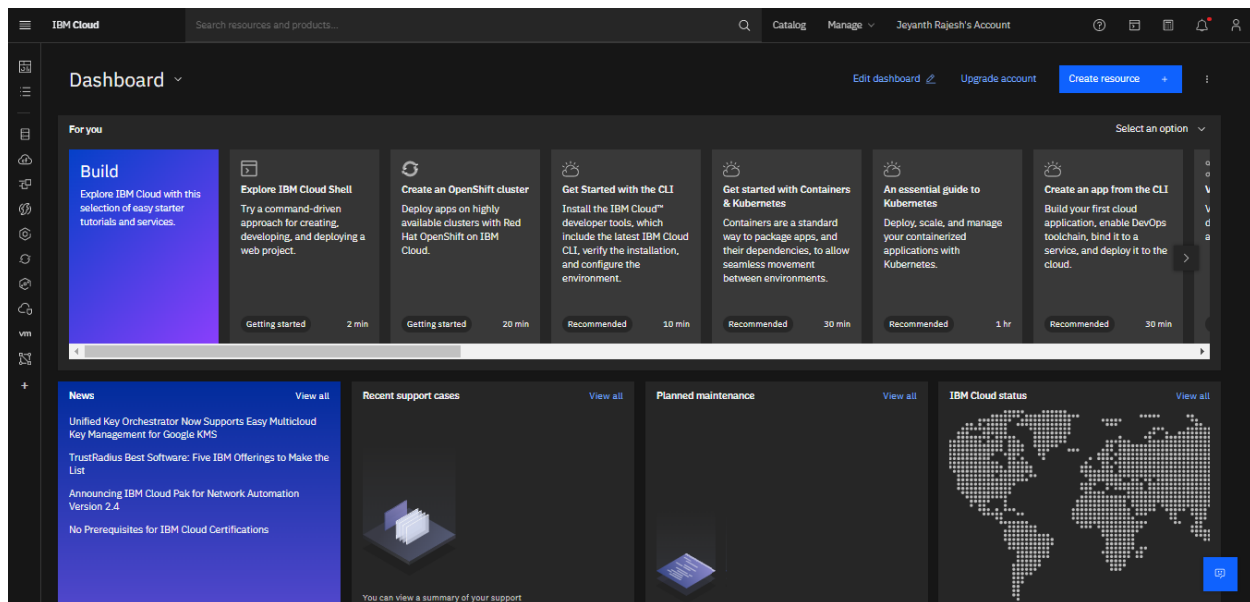 IBM Cloud
Search resources and products...
Catalog
Manage
Jeyanth Rajesh's Account
Dashboard
Edit dashboard
Upgrade account
Create resource +
For you
Select an option
Build
Explore IBM Cloud with this
selection of easy starter
tutorials and services.
Explore IBM Cloud Shell
Try a command-driven
approach for creating,
developing, and deploying a
web project.
Getting started
2 min
Create an OpenShift cluster
Deploy apps on highly
available clusters with Red
Hat OpenShift on IBM
Cloud.
Getting started
20 min
Get Started with the CLI
Install the IBM Cloud™
developer tools, which
include the latest IBM Cloud
CLI, verify the installation,
and configure the
environment.
Recommended
10 min
Get started with Containers
& Kubernetes
Containers are a standard
way to package apps, and
their dependencies, to allow
seamless movement
between environments.
Recommended
30 min
An essential guide to
Kubernetes
Deploy, scale, and manage
your containerized
applications with
Kubernetes.
Recommended
1 hr
Create an app from the CLI
Build your first cloud
application, enable DevOps
toolchain, bind it to a
service, and deploy it to the
cloud.
Recommended
30 min
vm
News
View all
Unified Key Orchestrator Now Supports Easy Multicloud
Key Management for Google KMS
TrustRadius Best Software: Five IBM Offerings to Make the
List
Announcing IBM Cloud Pak for Network Automation
Version 2.4
No Prerequisites for IBM Cloud Certifications
Recent support cases
View all
You can view a summary of your support
Planned maintenance
View all
IBM Cloud status
View all